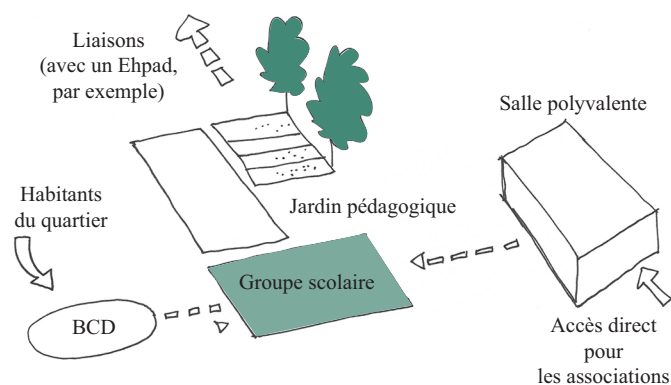 Liaisons
(avec un Ehpad,
par exemple)
Salle polyvalente
Habitants
du quartier
Jardin pédagogique
Groupe scolaire
BCD
Accès direct
pour
les associations